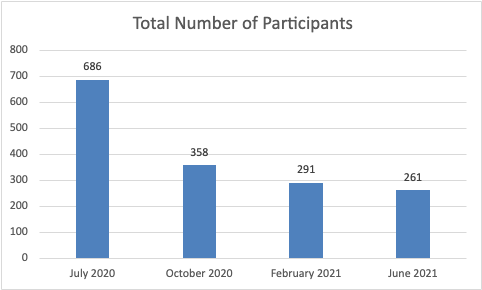 Total Number of Participants
800
700
600
500
400
300
200
100
0
686
358
291
261
July 2020
October 2020
February 2021
June 2021